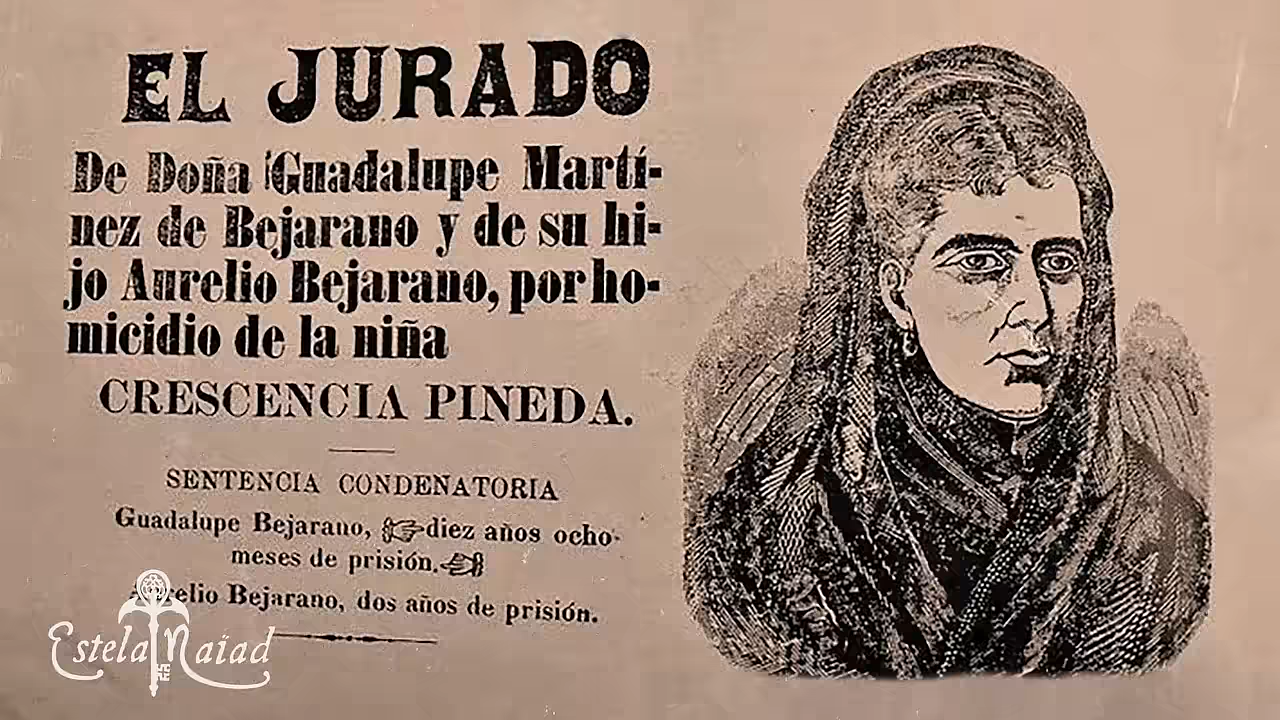 EL JURADO
De Doña Guadalupe Martí-
nez de Bejarano y de su hi-
jo Aurelio Bejarano, por ho-
micidio de la niña
CRESCENCIA PINEDA.
SENTENCIA CONDENATORIA
Guadalupe Bejarano, diez años ocho-
meses de prisión.
Aurelio Bejarano, dos años de prisión.
Estela Naïad